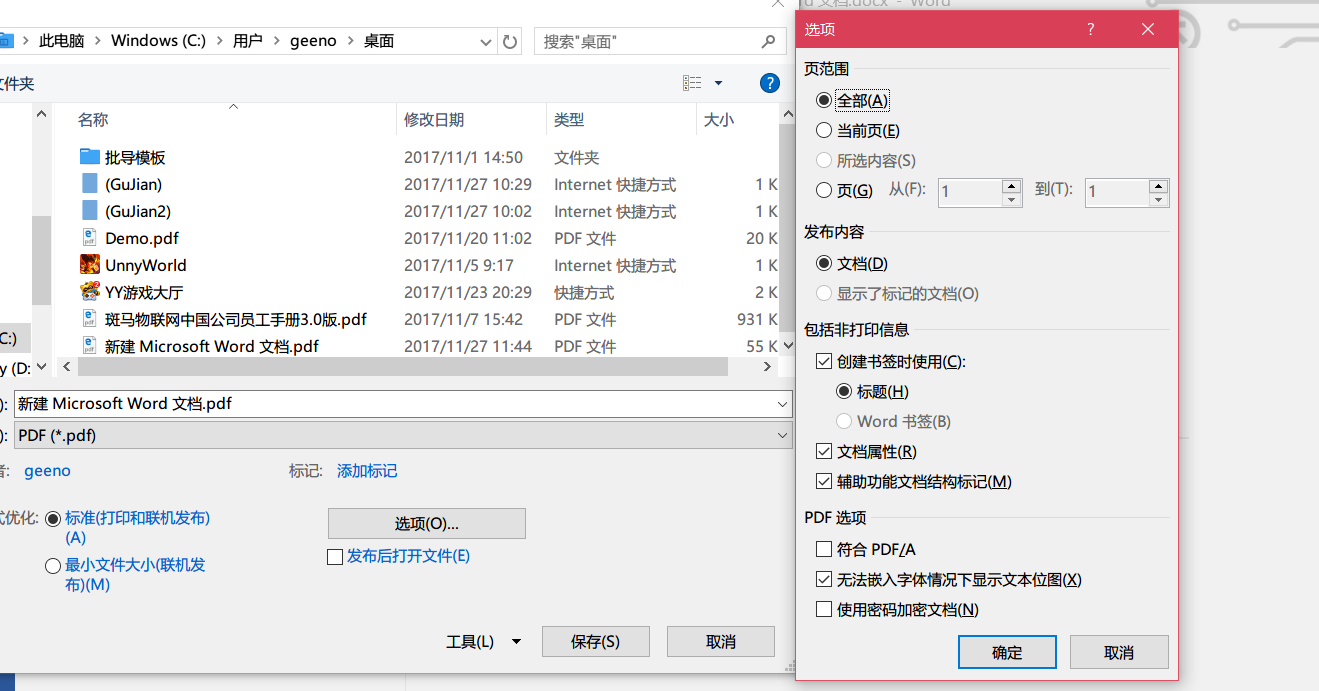 文档.docx - Word
此电脑 > Windows (C:) > 用户 > geeno > 桌面
搜索"桌面"
文件夹
名称 修改日期 类型 大小
批导模板 2017/11/1 14:50 文件夹
(GuJian) 2017/11/27 10:29 Internet 快捷方式 1 K
(GuJian2) 2017/11/27 10:02 Internet 快捷方式 1 K
Demo.pdf 2017/11/20 11:02 PDF 文件 20 K
UnnyWorld 2017/11/5 9:17 Internet 快捷方式 1 K
YY游戏大厅 2017/11/23 20:29 快捷方式 2 K
斑马物联网中国公司员工手册3.0版.pdf 2017/11/7 15:42 PDF 文件 931 K
新建 Microsoft Word 文档.pdf 2017/11/27 11:44 PDF 文件 55 K
C:)
y (D:
): 新建 Microsoft Word 文档.pdf
): PDF (*.pdf)
者: geeno 标记: 添加标记
式优化: 标准(打印和联机发布)
(A)
最小文件大小(联机发
布)(M)
选项(O)...
发布后打开文件(E)
工具(L) 保存(S) 取消
选项 ?
页范围
全部(A)
当前页(E)
所选内容(S)
页(G) 从(F): 1 到(T): 1
发布内容
文档(D)
显示了标记的文档(O)
包括非打印信息
创建书签时使用(C):
标题(H)
Word 书签(B)
文档属性(R)
辅助功能文档结构标记(M)
PDF 选项
符合 PDF/A
无法嵌入字体情况下显示文本位图(X)
使用密码加密文档(N)
确定 取消